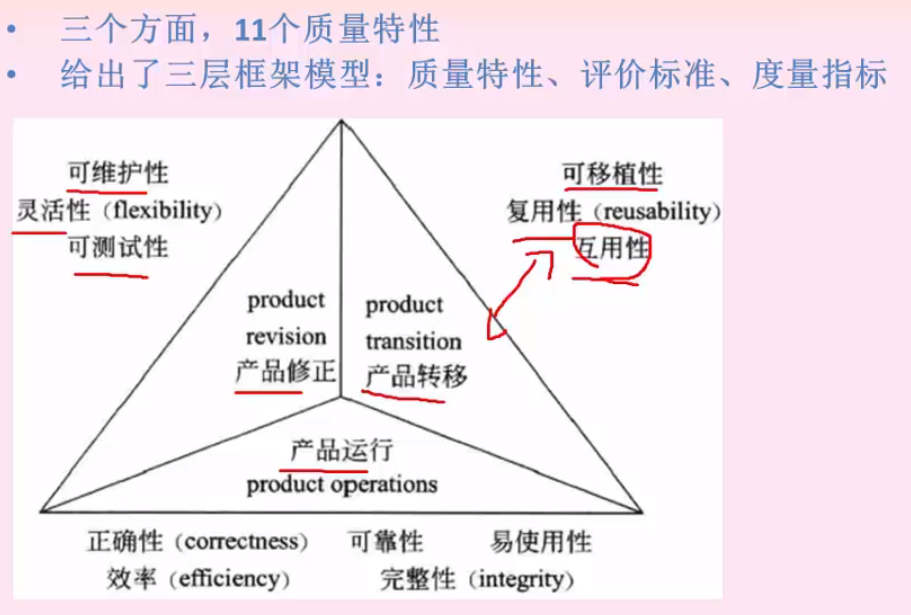 • 三个方面，11个质量特性
• 给出了三层框架模型：质量特性、评价标准、度量指标
可维护性
灵活性（flexibility）
可测试性
可移植性
复用性（reusability）
互用性
product
revision
产品修正
product
transition
产品转移
产品运行
product operations
正确性（correctness） 可靠性 易使用性
效率（efficiency） 完整性（integrity）